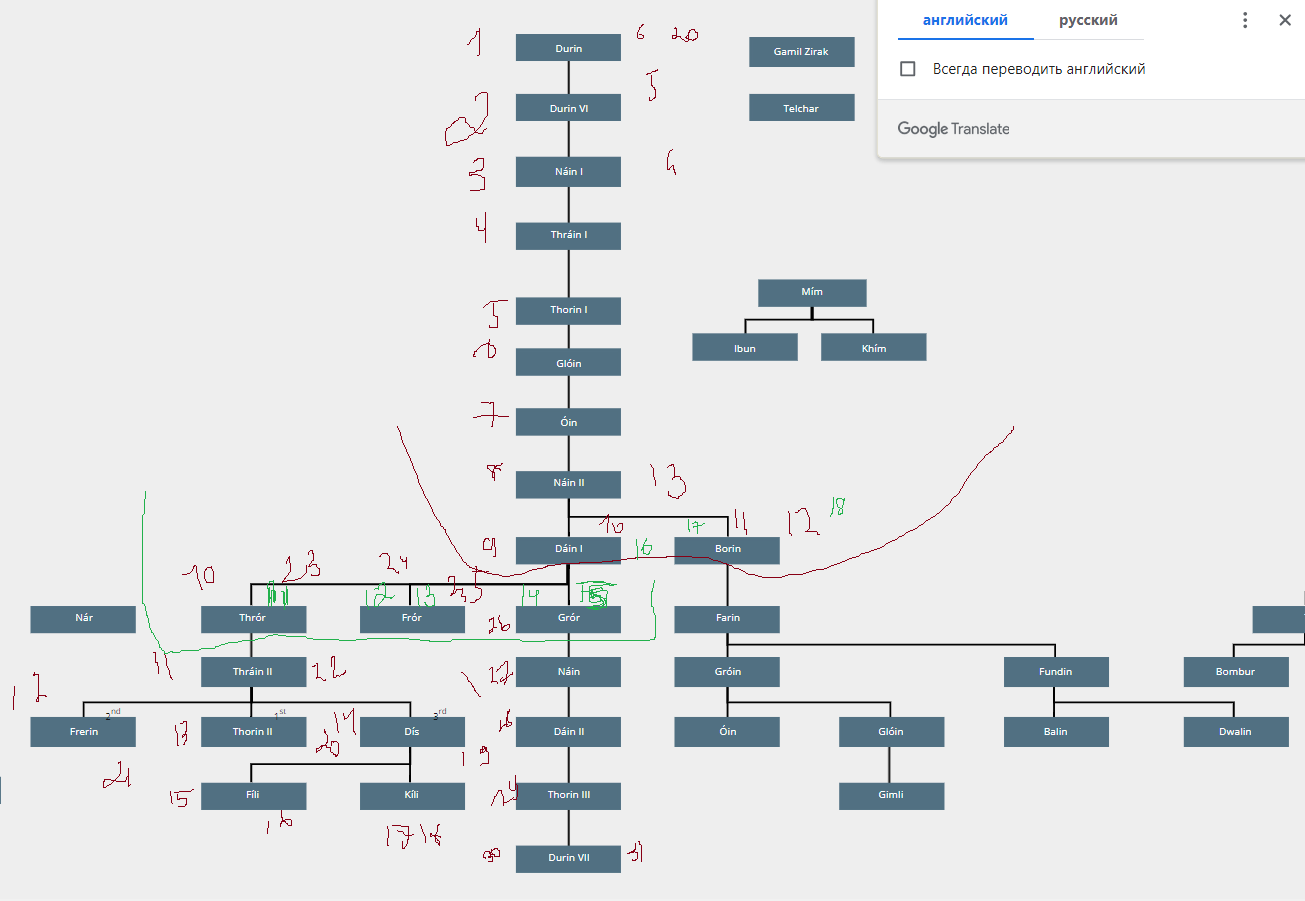 английский русский
Всегда переводить английский
Google Translate
1 Durin 6 20 Gamil Zirak
2 Durin VI 5 Telchar
3 Náin I 4
4 Thráin I
5 Thorin I
Mím
Ibun Khím
6 Glóin
7 Óin
8 Náin II 13
9 Dáin I 10 16 17 11 Borin 12 18
10 23 24 25
11 12 13 14 15
Nár Thrór Frór 26 Grór Farin
11 Thráin II 22 27 Náin Gróin Fundin Bombur
12 2nd 1st 3rd
Frerin 13 Thorin II 20 14 Dís Dáin II Óin Glóin Balin Dwalin
21 19
15 Fíli Kíli Thorin III Gimli
16 17 18
30 Durin VII 31